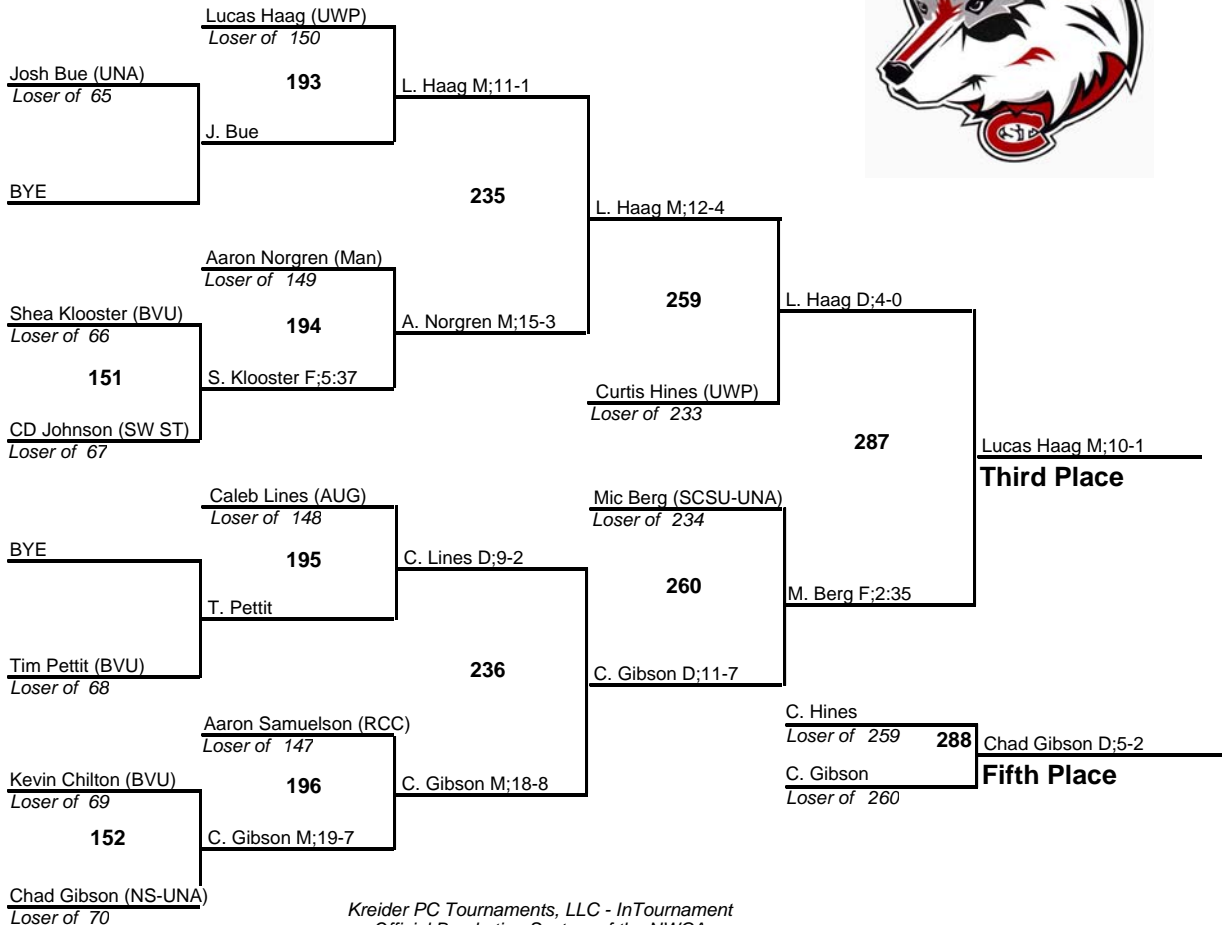 Lucas Haag (UWP)
Loser of 150
Josh Bue (UNA)
Loser of 65
193
L. Haag M;11-1
J. Bue
BYE
235
L. Haag M;12-4
Aaron Norgren (Man)
Loser of 149
Shea Klooster (BVU)
Loser of 66
194
A. Norgren M;15-3
259
L. Haag D;4-0
151
S. Klooster F;5:37
CD Johnson (SW ST)
Loser of 67
Curtis Hines (UWP)
Loser of 233
287
Lucas Haag M;10-1
Third Place
Caleb Lines (AUG)
Loser of 148
Mic Berg (SCSU-UNA)
Loser of 234
BYE
195
C. Lines D;9-2
260
M. Berg F;2:35
T. Pettit
Tim Pettit (BVU)
Loser of 68
236
C. Gibson D;11-7
Aaron Samuelson (RCC)
Loser of 147
C. Hines
Loser of 259
288
Chad Gibson D;5-2
Fifth Place
C. Gibson
Loser of 260
Kevin Chilton (BVU)
Loser of 69
196
C. Gibson M;18-8
152
C. Gibson M;19-7
Chad Gibson (NS-UNA)
Loser of 70
Kreider PC Tournaments, LLC - InTournament